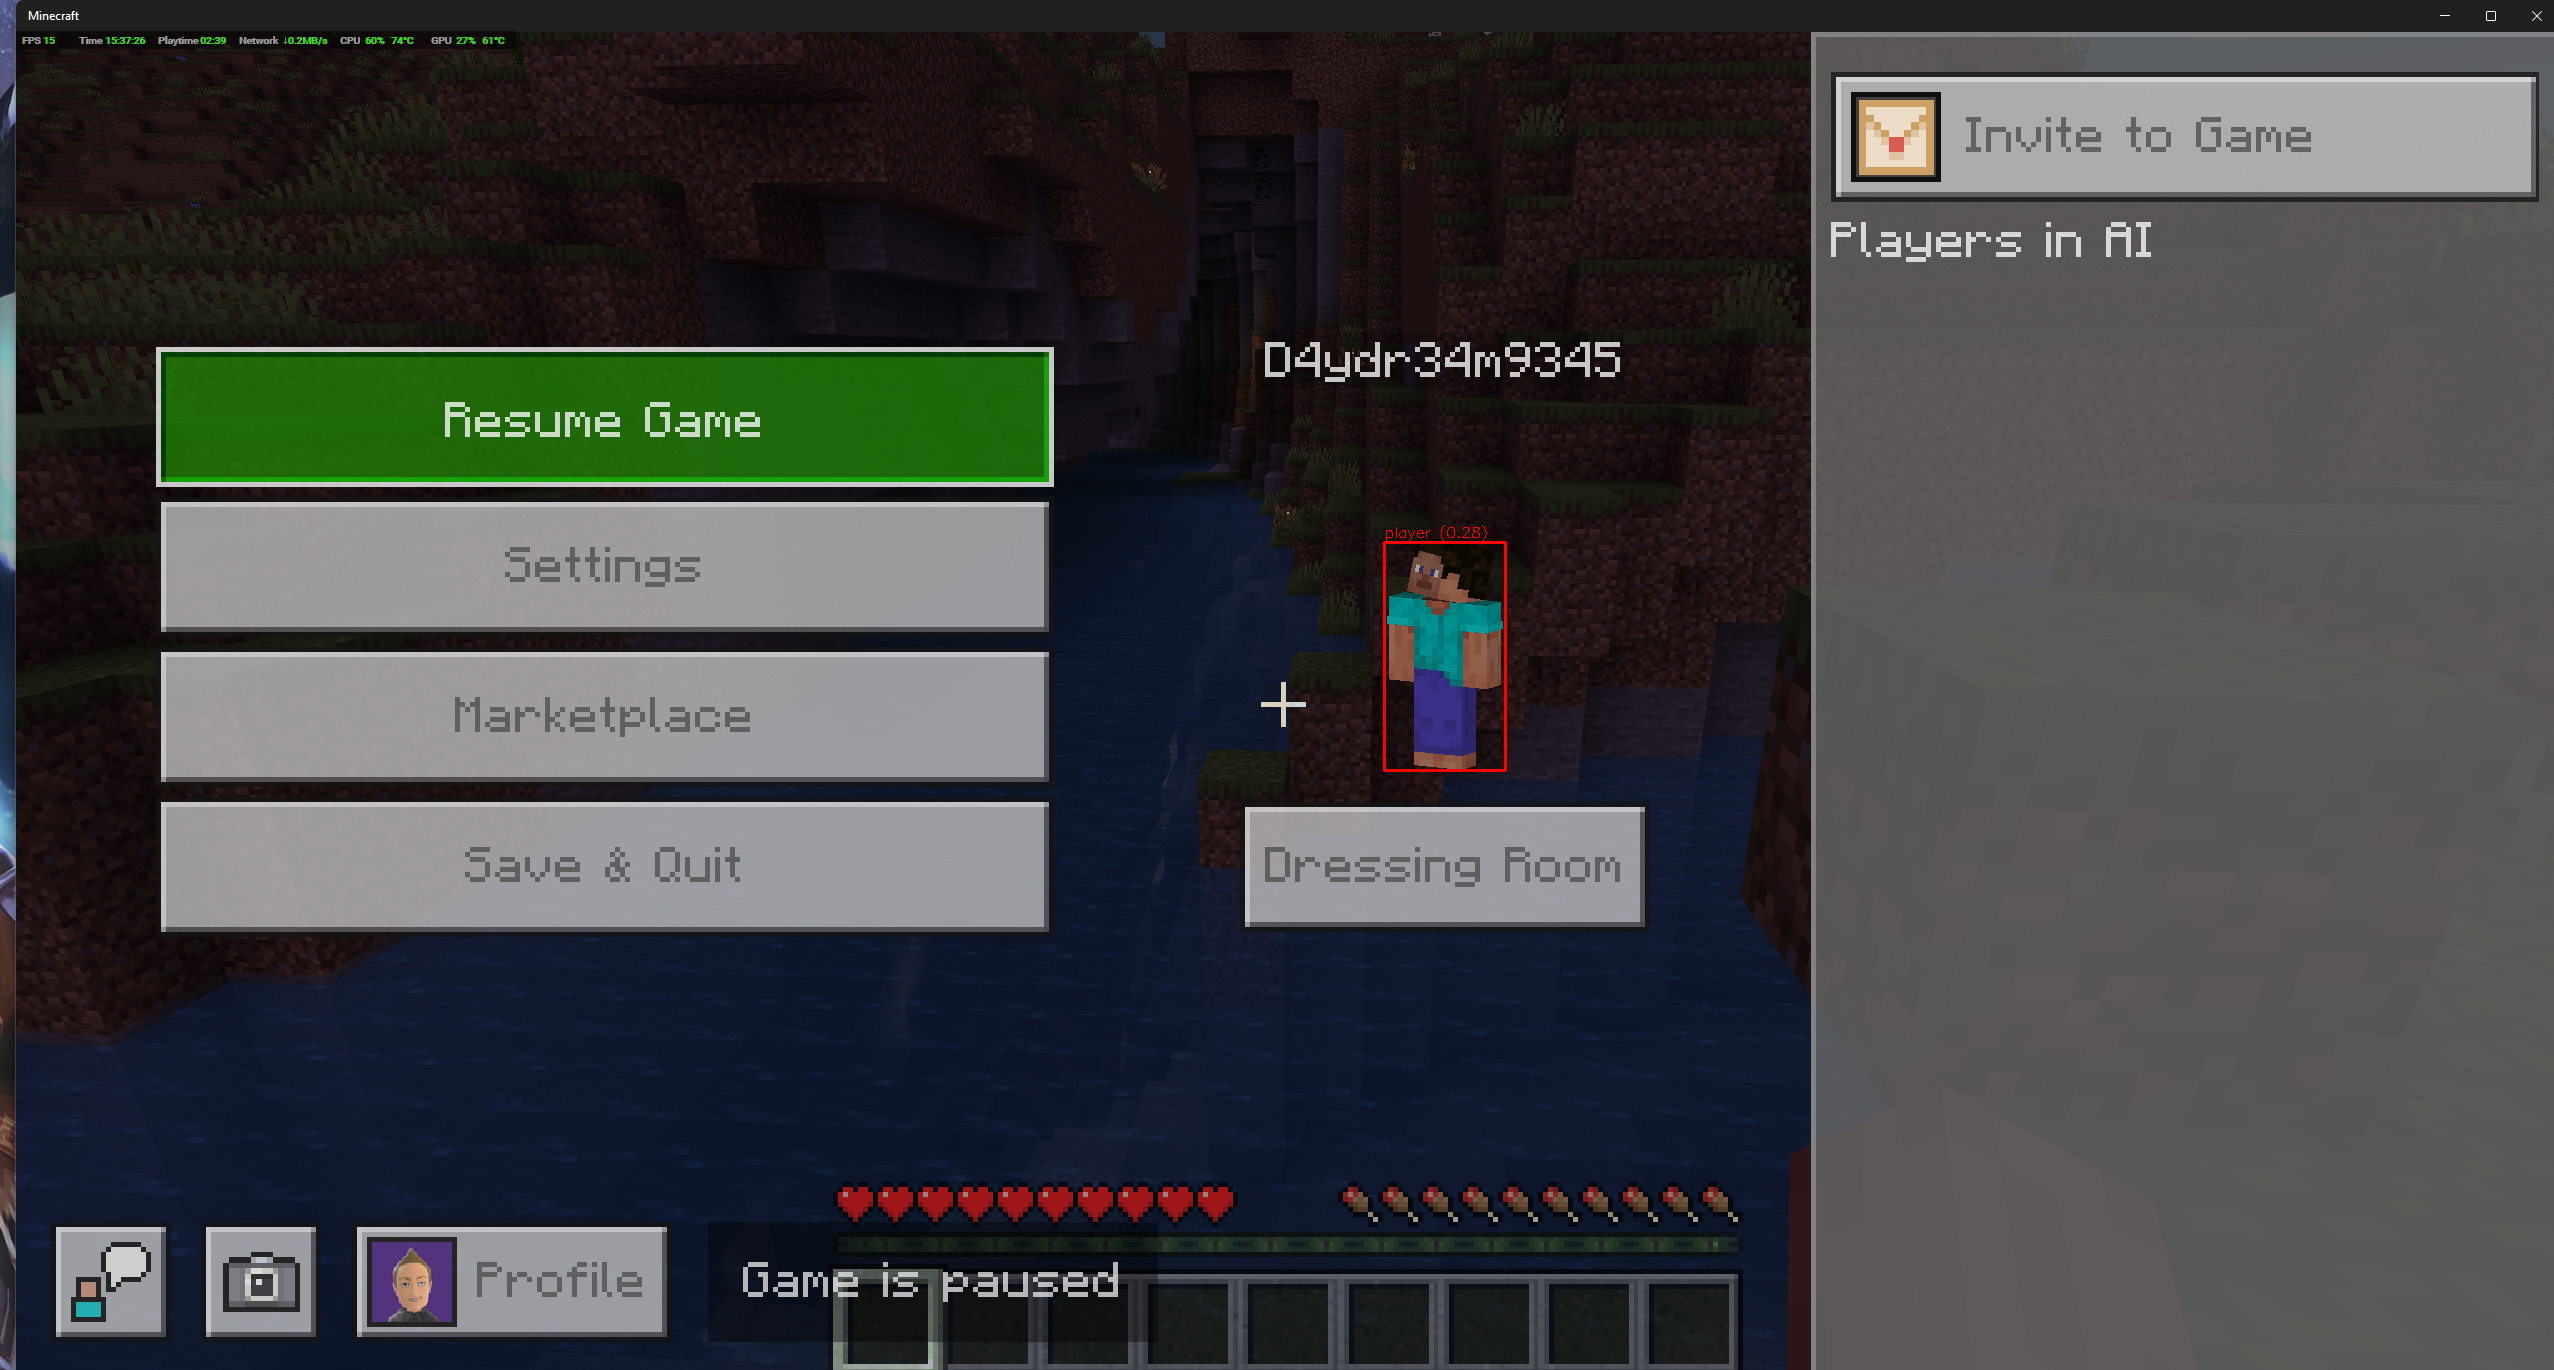 Minecraft
FPS 15 Time 15:37:26 Playtime 02:39 Network ↓0.2MB/s CPU 60% 74°C GPU 27% 61°C
Invite to Game
Players in AI
D4ydr34m9345
Resume Game
player (0.28)
Settings
Marketplace
Save & Quit
Dressing Room
Profile
Game is paused